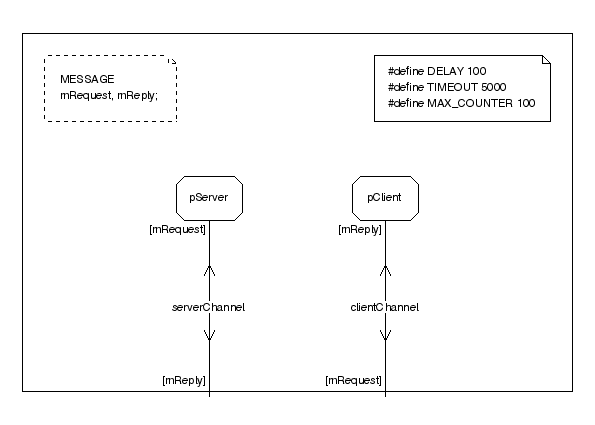 MESSAGE
mRequest, mReply;
#define DELAY 100
#define TIMEOUT 5000
#define MAX_COUNTER 100
pServer
pClient
[mRequest]
[mReply]
serverChannel
clientChannel
[mReply]
[mRequest]